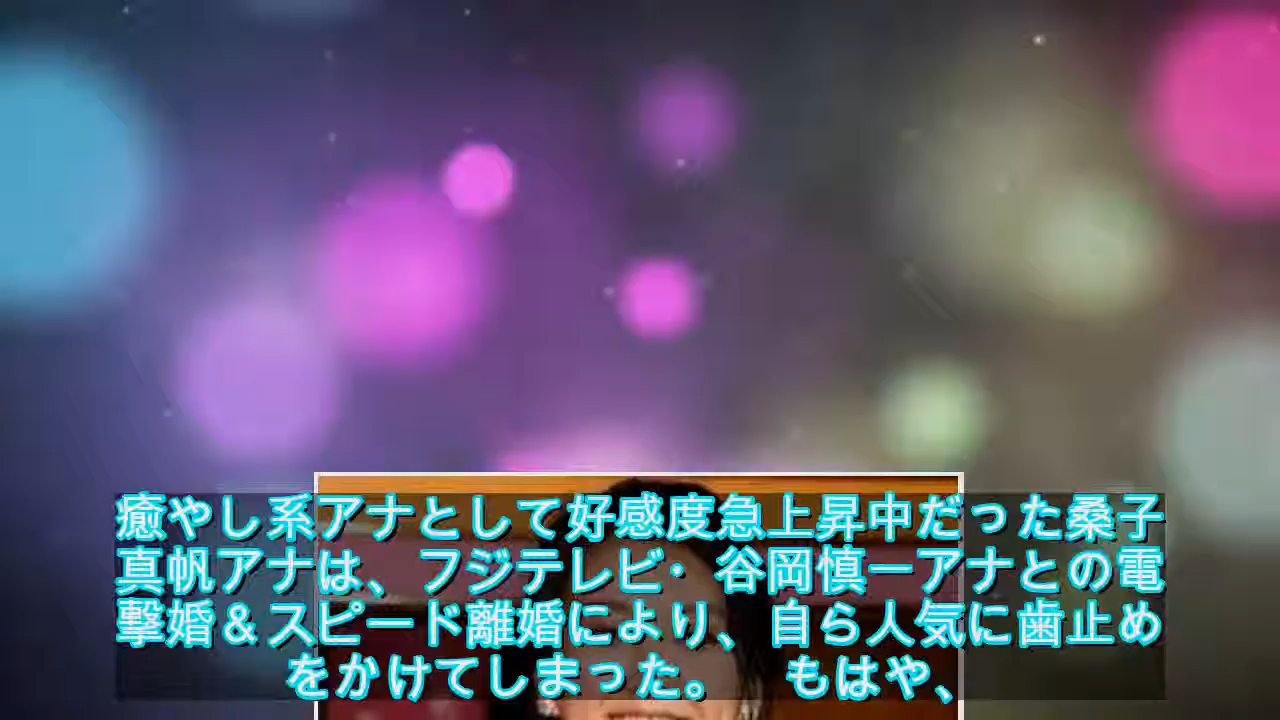 癒やし系アナとして好感度急上昇中だった桑子
真帆アナは、フジテレビ・谷岡慎一アナとの電
撃婚＆スピード離婚により、自ら人気に歯止め
をかけてしまった。　もはや、